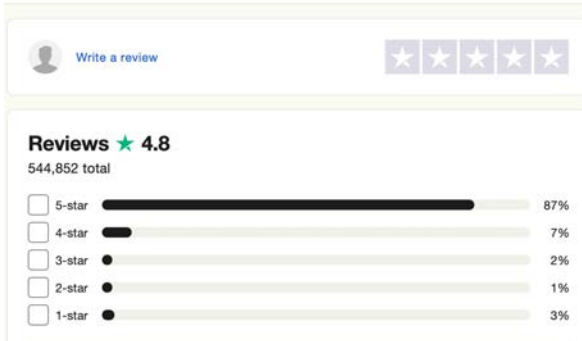 Write a review
Reviews ★ 4.8
544,852 total
5-star 87%
4-star 7%
3-star 2%
2-star 1%
1-star 3%